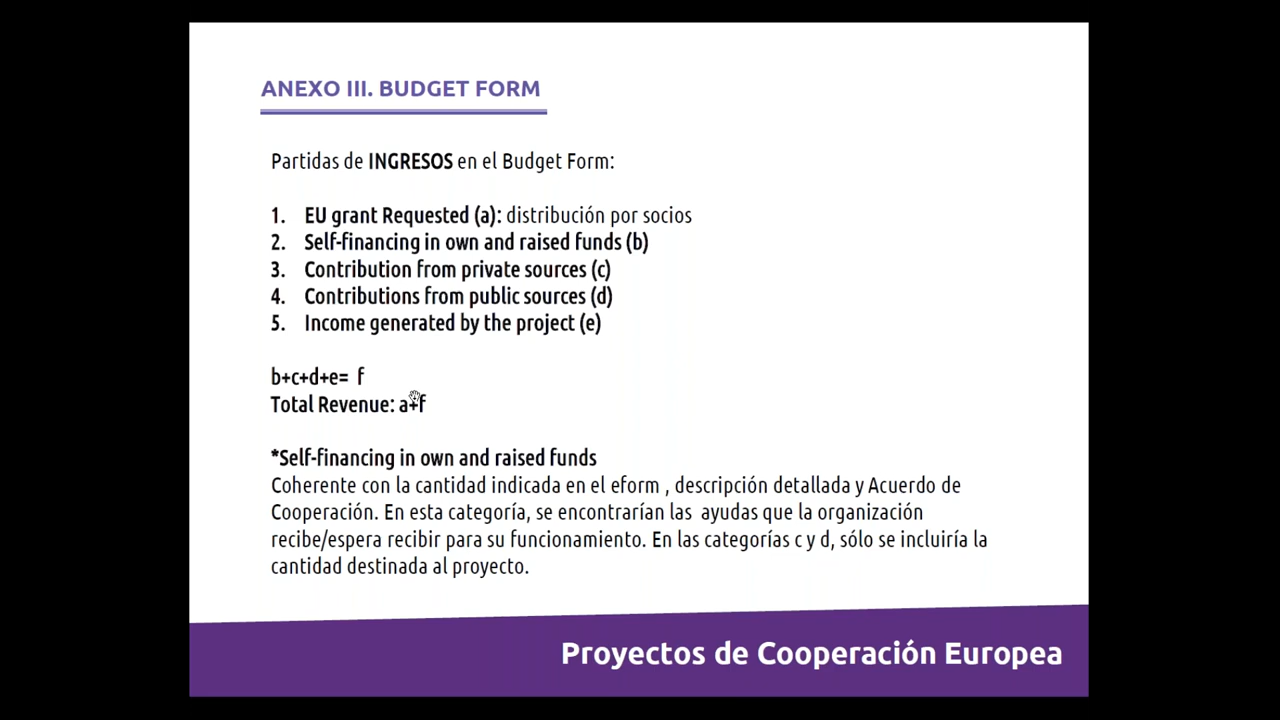 ANEXO III. BUDGET FORM
Partidas de INGRESOS en el Budget Form:
1. EU grant Requested (a): distribución por socios
2. Self-financing in own and raised funds (b)
3. Contribution from private sources (c)
4. Contributions from public sources (d)
5. Income generated by the project (e)
b+c+d+e= f
Total Revenue: a+f
*Self-financing in own and raised funds
Coherente con la cantidad indicada en el eform , descripción detallada y Acuerdo de
Cooperación. En esta categoría, se encontrarían las ayudas que la organización
recibe/espera recibir para su funcionamiento. En las categorías c y d, sólo se incluiría la
cantidad destinada al proyecto.
Proyectos de Cooperación Europea